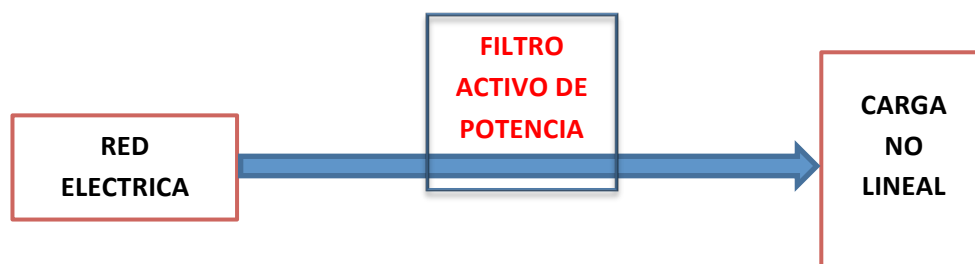 RED
ELECTRICA
FILTRO
ACTIVO DE
POTENCIA
CARGA
NO
LINEAL